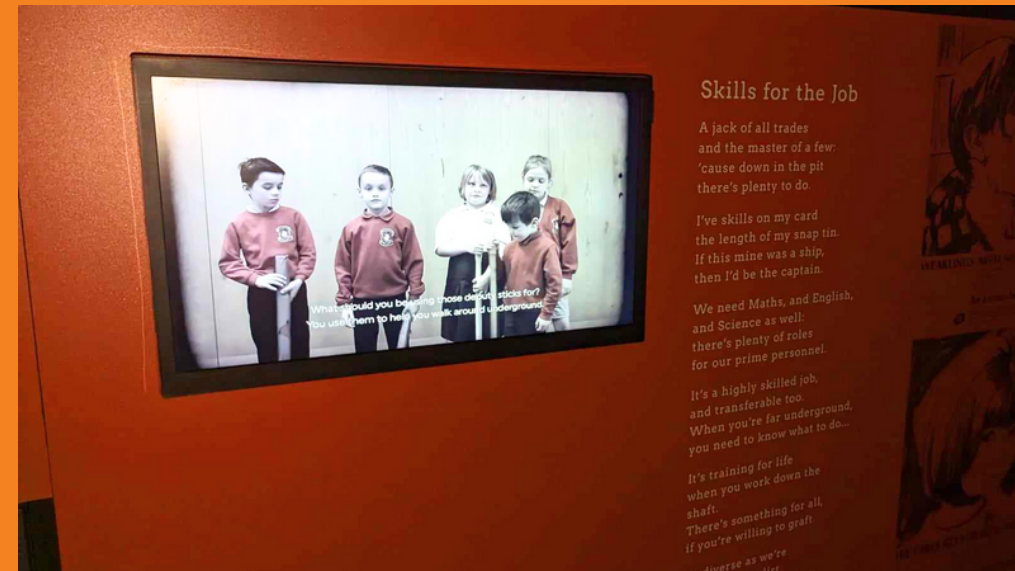 What should you be using those deputy sticks for?
You use them to help you walk around underground.
Skills for the Job
A jack of all trades
and the master of a few:
'cause down in the pit
there's plenty to do.
I've skills on my card
the length of my snap tin.
If this mine was a ship,
then I'd be the captain.
We need Maths, and English,
and Science as well:
there's plenty of roles
for our prime personnel.
It's a highly skilled job,
and transferable too.
When you're far underground,
you need to know what to do...
It's training for life
when you work down the
shaft.
There's something for all,
if you're willing to graft
diverse as we're